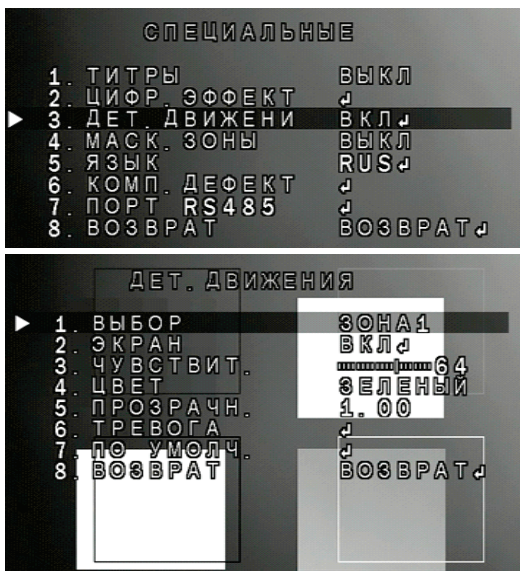 СПЕЦИАЛЬНЫЕ
1. ТИТРЫ ВЫКЛ
2. ЦИФР. ЭФФЕКТ ↲
3. ДЕТ. ДВИЖЕНИ ВКЛ↲
4. МАСК. ЗОНЫ ВЫКЛ
5. ЯЗЫК RUS↲
6. КОМП. ДЕФЕКТ ↲
7. ПОРТ RS485 ↲
8. ВОЗВРАТ ВОЗВРАТ↲
ДЕТ. ДВИЖЕНИЯ
1. ВЫБОР ЗОНА1
2. ЭКРАН ВКЛ↲
3. ЧУВСТВИТ. 64
4. ЦВЕТ ЗЕЛЕНЫЙ
5. ПРОЗРАЧН. 1.00
6. ТРЕВОГА ↲
7. ПО УМОЛЧ. ↲
8. ВОЗВРАТ ВОЗВРАТ↲